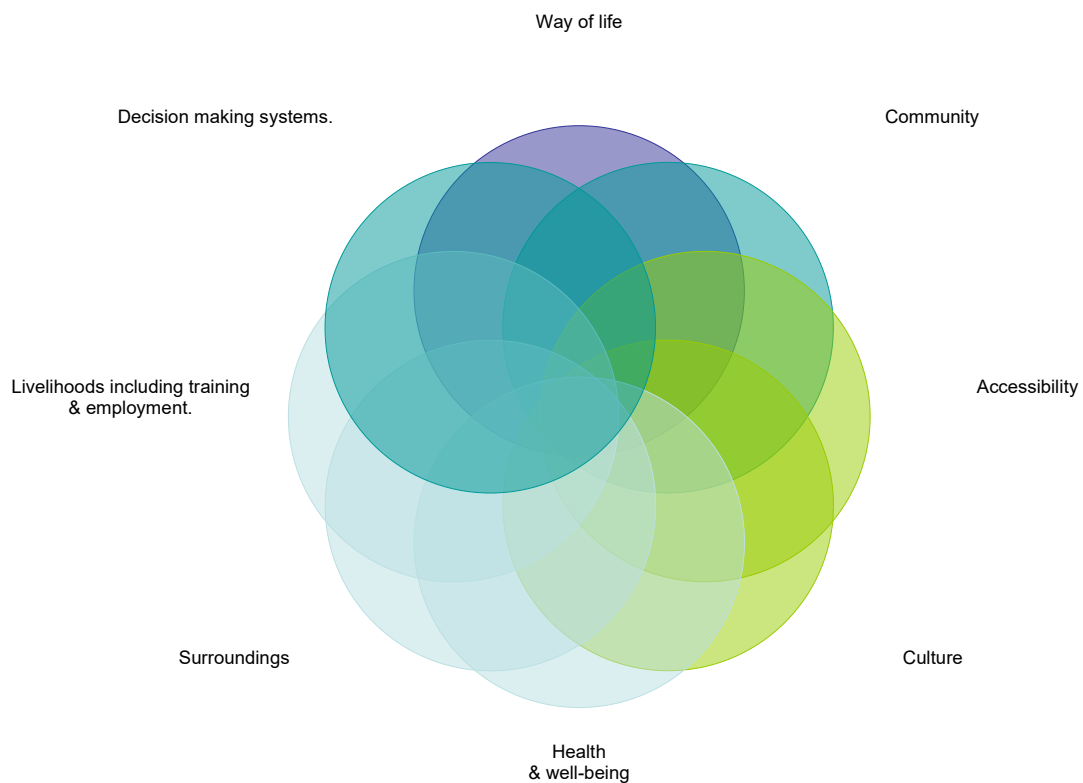 Way of life
Decision making systems.
Community
Livelihoods including training
& employment.
Accessibility
Surroundings
Culture
Health
& well-being